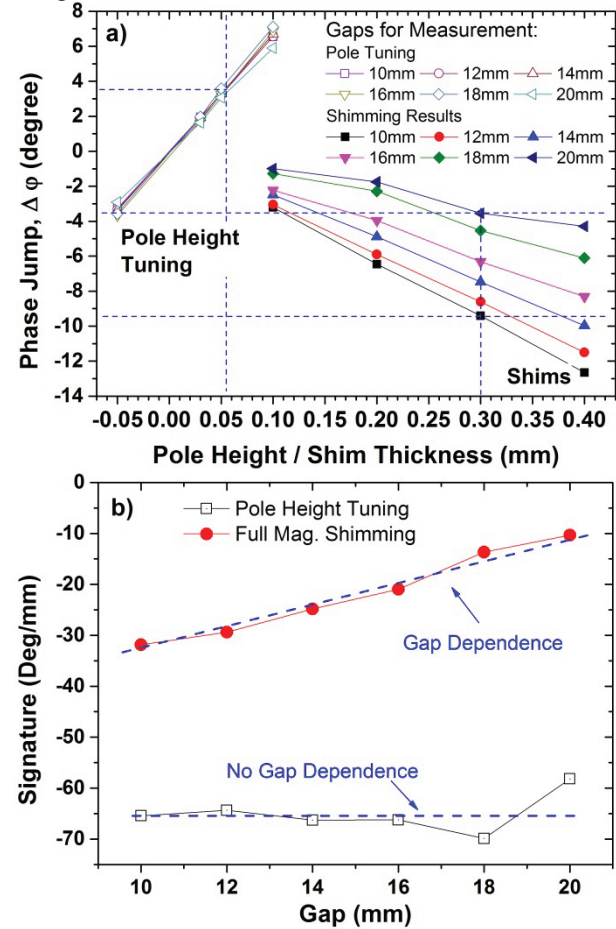 a)
Gaps for Measurement:
Pole Tuning
10mm 12mm 14mm
16mm 18mm 20mm
Shimming Results
10mm 12mm 14mm
16mm 18mm 20mm
8
6
4
2
0
-2
-4
-6
-8
-10
-12
-14
Phase Jump, Δ φ (degree)
Pole Height
Tuning
Shims
-0.05 0.00 0.05 0.10 0.15 0.20 0.25 0.30 0.35 0.40
Pole Height / Shim Thickness (mm)
b)
Pole Height Tuning
Full Mag. Shimming
0
-10
-20
-30
-40
-50
-60
-70
Signature (Deg/mm)
Gap Dependence
No Gap Dependence
10 12 14 16 18 20
Gap (mm)